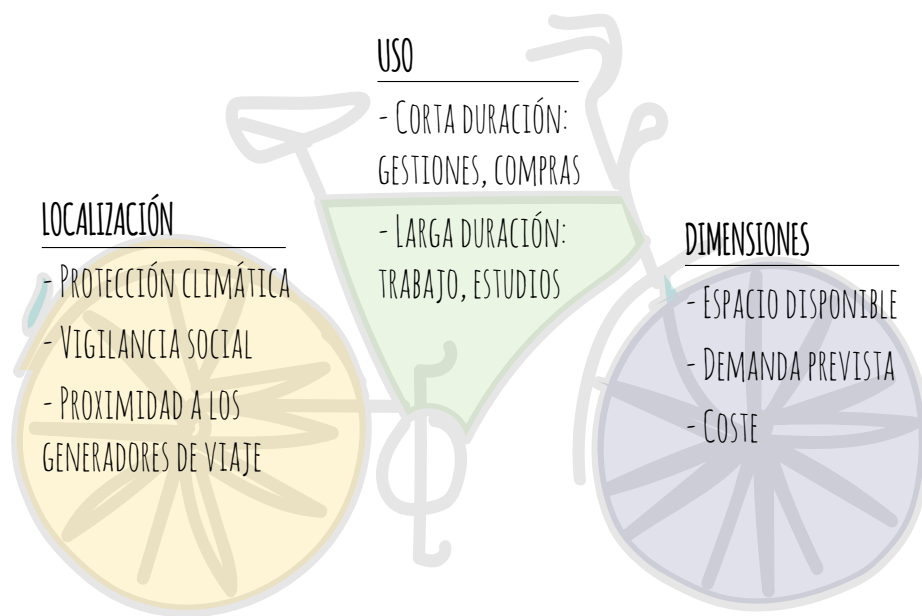 USO
- CORTA DURACIÓN:
GESTIONES, COMPRAS
- LARGA DURACIÓN:
TRABAJO, ESTUDIOS
LOCALIZACIÓN
- PROTECCIÓN CLIMÁTICA
- VIGILANCIA SOCIAL
- PROXIMIDAD A LOS
GENERADORES DE VIAJE
DIMENSIONES
- ESPACIO DISPONIBLE
- DEMANDA PREVISTA
- COSTE